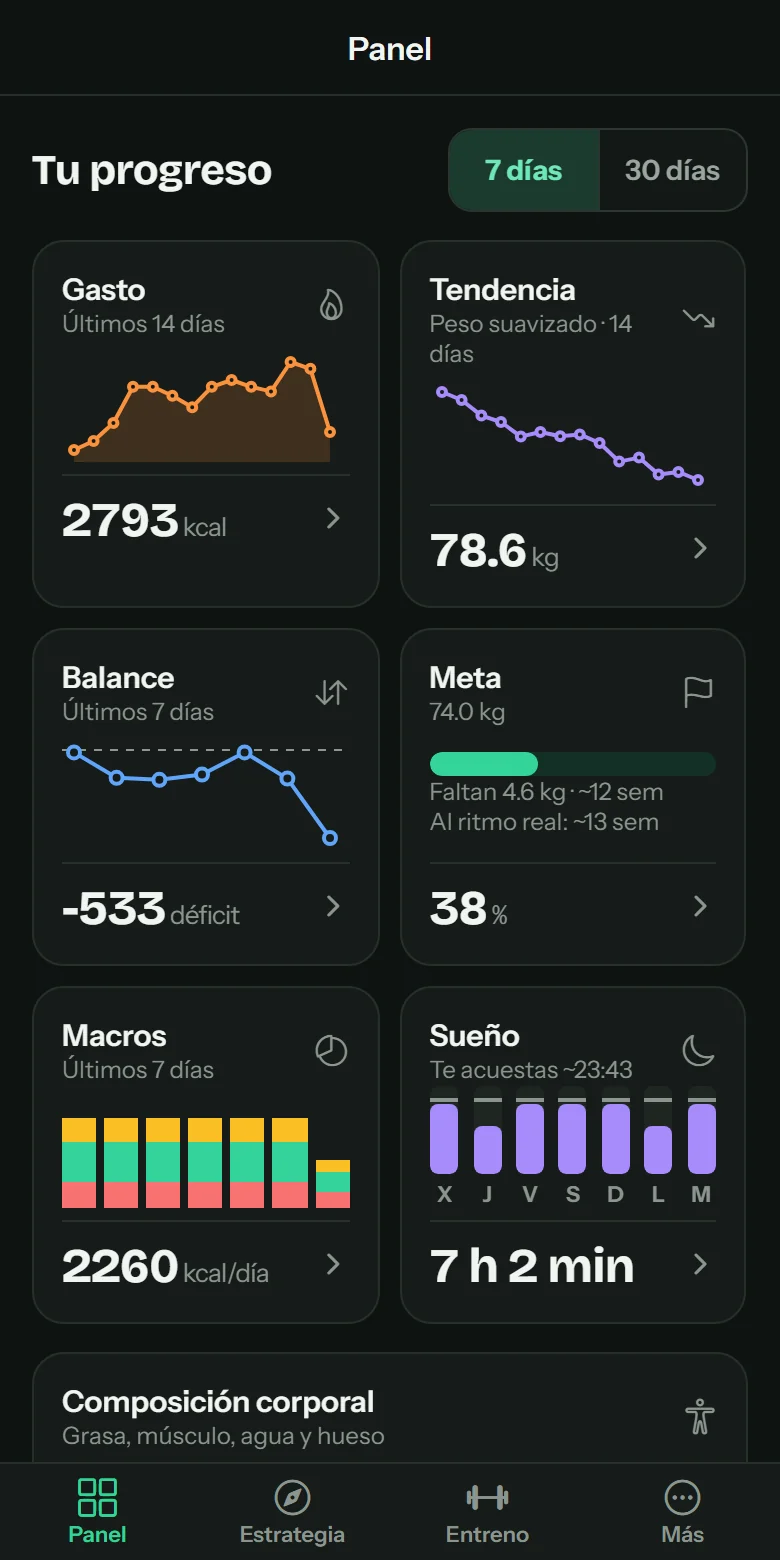 Panel
Tu progreso
7 días
30 días
Gasto
Últimos 14 días
2793 kcal
Tendencia
Peso suavizado · 14
días
78.6 kg
Balance
Últimos 7 días
-533 déficit
Meta
74.0 kg
Faltan 4.6 kg · ~12 sem
Al ritmo real: ~13 sem
38 %
Macros
Últimos 7 días
2260 kcal/día
Sueño
Te acuestas ~23:43
X J V S D L M
7 h 2 min
Composición corporal
Grasa, músculo, agua y hueso
Panel
Estrategia
Entreno
Más